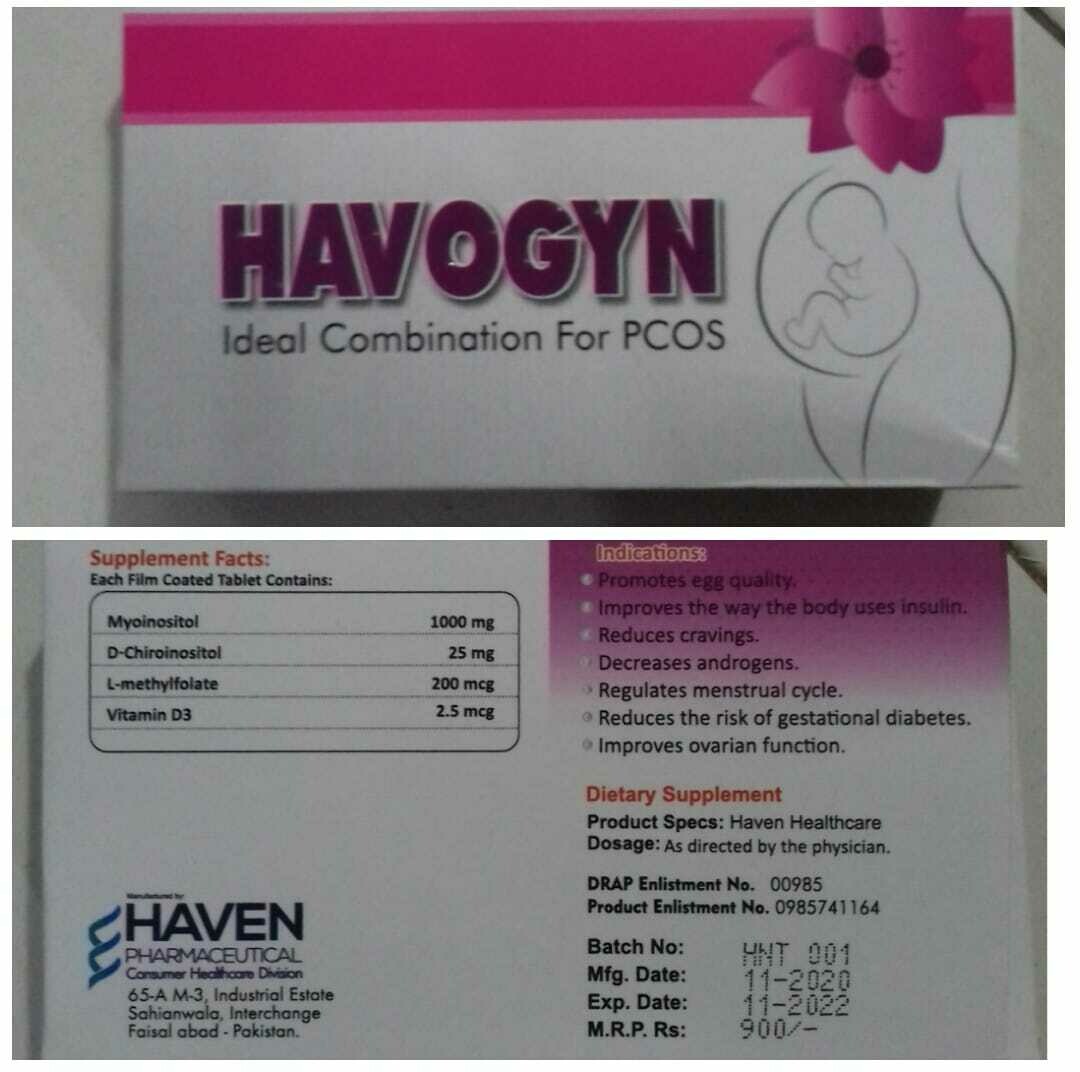 HAVOGYN
Ideal Combination For PCOS
Supplement Facts:
Each Film Coated Tablet Contains:
Myoinositol 1000 mg
D-Chiroinositol 25 mg
L-methylfolate 200 mcg
Vitamin D3 2.5 mcg
Manufactured by:
HAVEN
PHARMACEUTICAL
Consumer Healthcare Division
65-A M-3, Industrial Estate
Sahianwala, Interchange
Faisal abad - Pakistan.
Indications:
Promotes egg quality.
Improves the way the body uses insulin.
Reduces cravings.
Decreases androgens.
Regulates menstrual cycle.
Reduces the risk of gestational diabetes.
Improves ovarian function.
Dietary Supplement
Product Specs: Haven Healthcare
Dosage: As directed by the physician.
DRAP Enlistment No. 00985
Product Enlistment No. 0985741164
Batch No: HNT 001
Mfg. Date: 11-2020
Exp. Date: 11-2022
M.R.P. Rs: 900/-